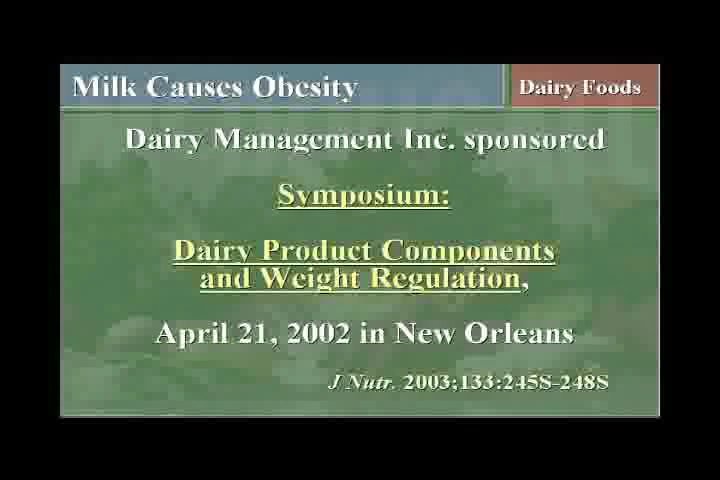 Milk Causes Obesity
Dairy Foods
Dairy Management Inc. sponsored
Symposium:
Dairy Product Components
and Weight Regulation,
April 21, 2002 in New Orleans
J Nutr. 2003;133:245S-248S